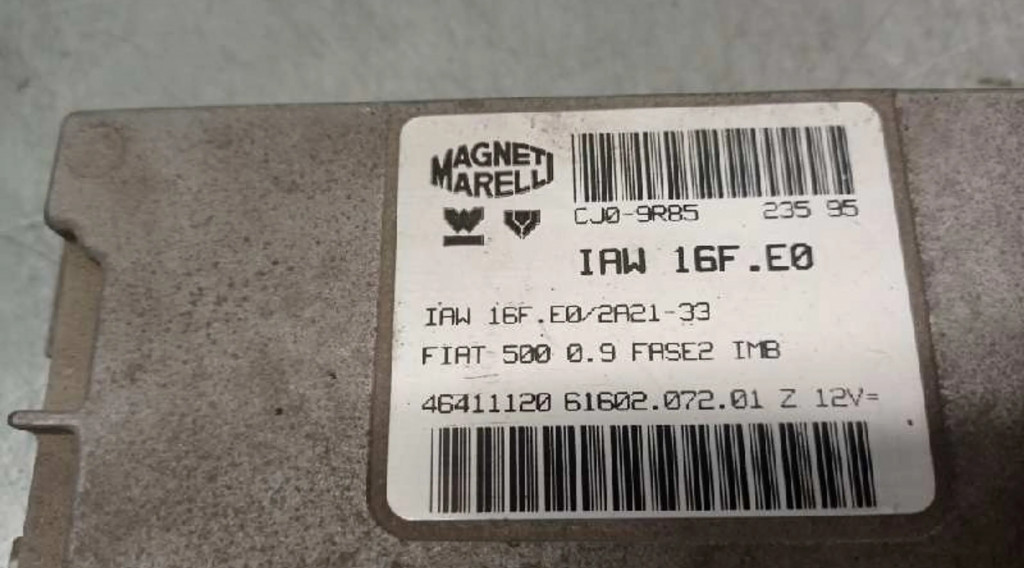 MAGNETI
MARELLI
CJ0-9R85 235 95
IAW 16F.E0
IAW 16F.E0/2A21-33
FIAT 500 0.9 FASE2 IMB
46411120 61602.072.01 Z 12V=